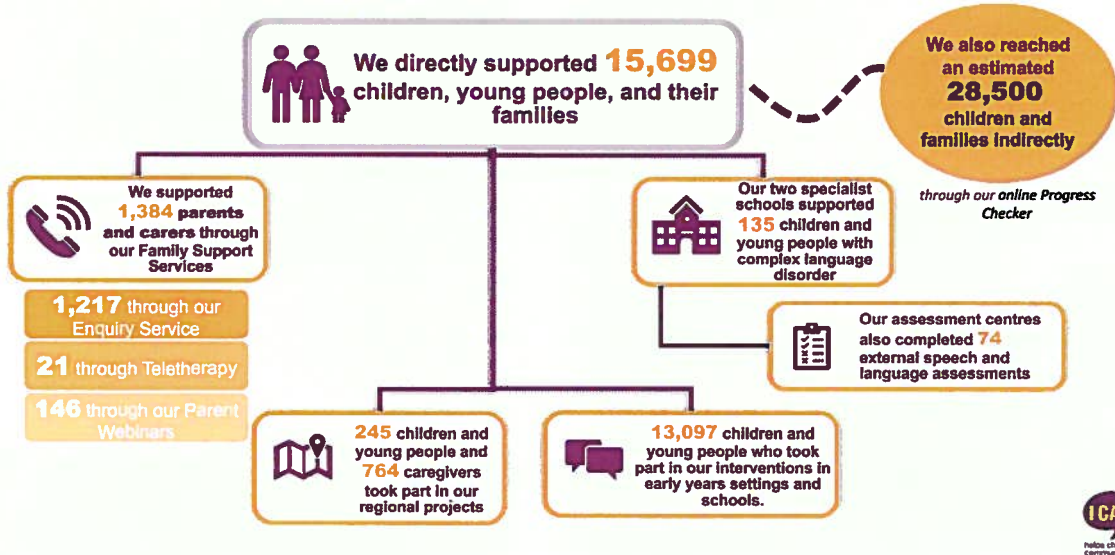 We directly supported 15,699
children, young people, and their
families
We also reached
an estimated
28,500
children and
families indirectly
through our online Progress
Checker
We supported
1,384 parents
and carers through
our Family Support
Services
1,217 through our
Enquiry Service
21 through Teletherapy
146 through our Parent
Webinars
Our two specialist
schools supported
135 children and
young people with
complex language
disorder
Our assessment centres
also completed 74
external speech and
language assessments
245 children and
young people and
764 caregivers
took part in our
regional projects
13,097 children and
young people who took
part in our interventions in
early years settings and
schools.
I CA
helps